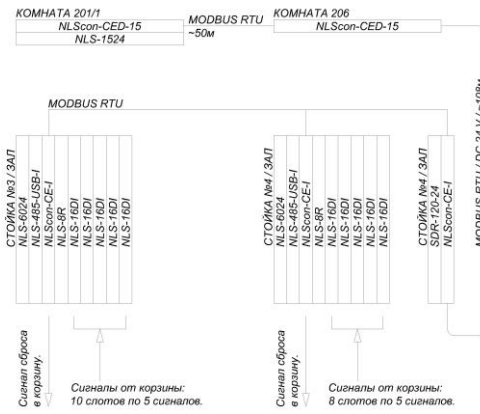 КОМНАТА 201/1
NLScon-CED-15
NLS-1524
MODBUS RTU
~50м
КОМНАТА 206
NLScon-CED-15
MODBUS RTU
СТОЙКА №3 / ЗАЛ
NLS-6024
NLS-485-USB-I
NLScon-CE-I
NLS-8R
NLS-16DI
NLS-16DI
NLS-16DI
NLS-16DI
NLS-16DI
СТОЙКА №4 / ЗАЛ
NLS-6024
NLS-485-USB-I
NLScon-CE-I
NLS-8R
NLS-16DI
NLS-16DI
NLS-16DI
NLS-16DI
NLS-16DI
СТОЙКА №4 / ЗАЛ
SDR-120-24
NLScon-CE-I
MODBUS RTU / DC 24 V / ~108м
Сигнал сброса
в корзину.
Сигналы от корзины:
10 слотов по 5 сигналов.
Сигнал сброса
в корзину.
Сигналы от корзины:
8 слотов по 5 сигналов.